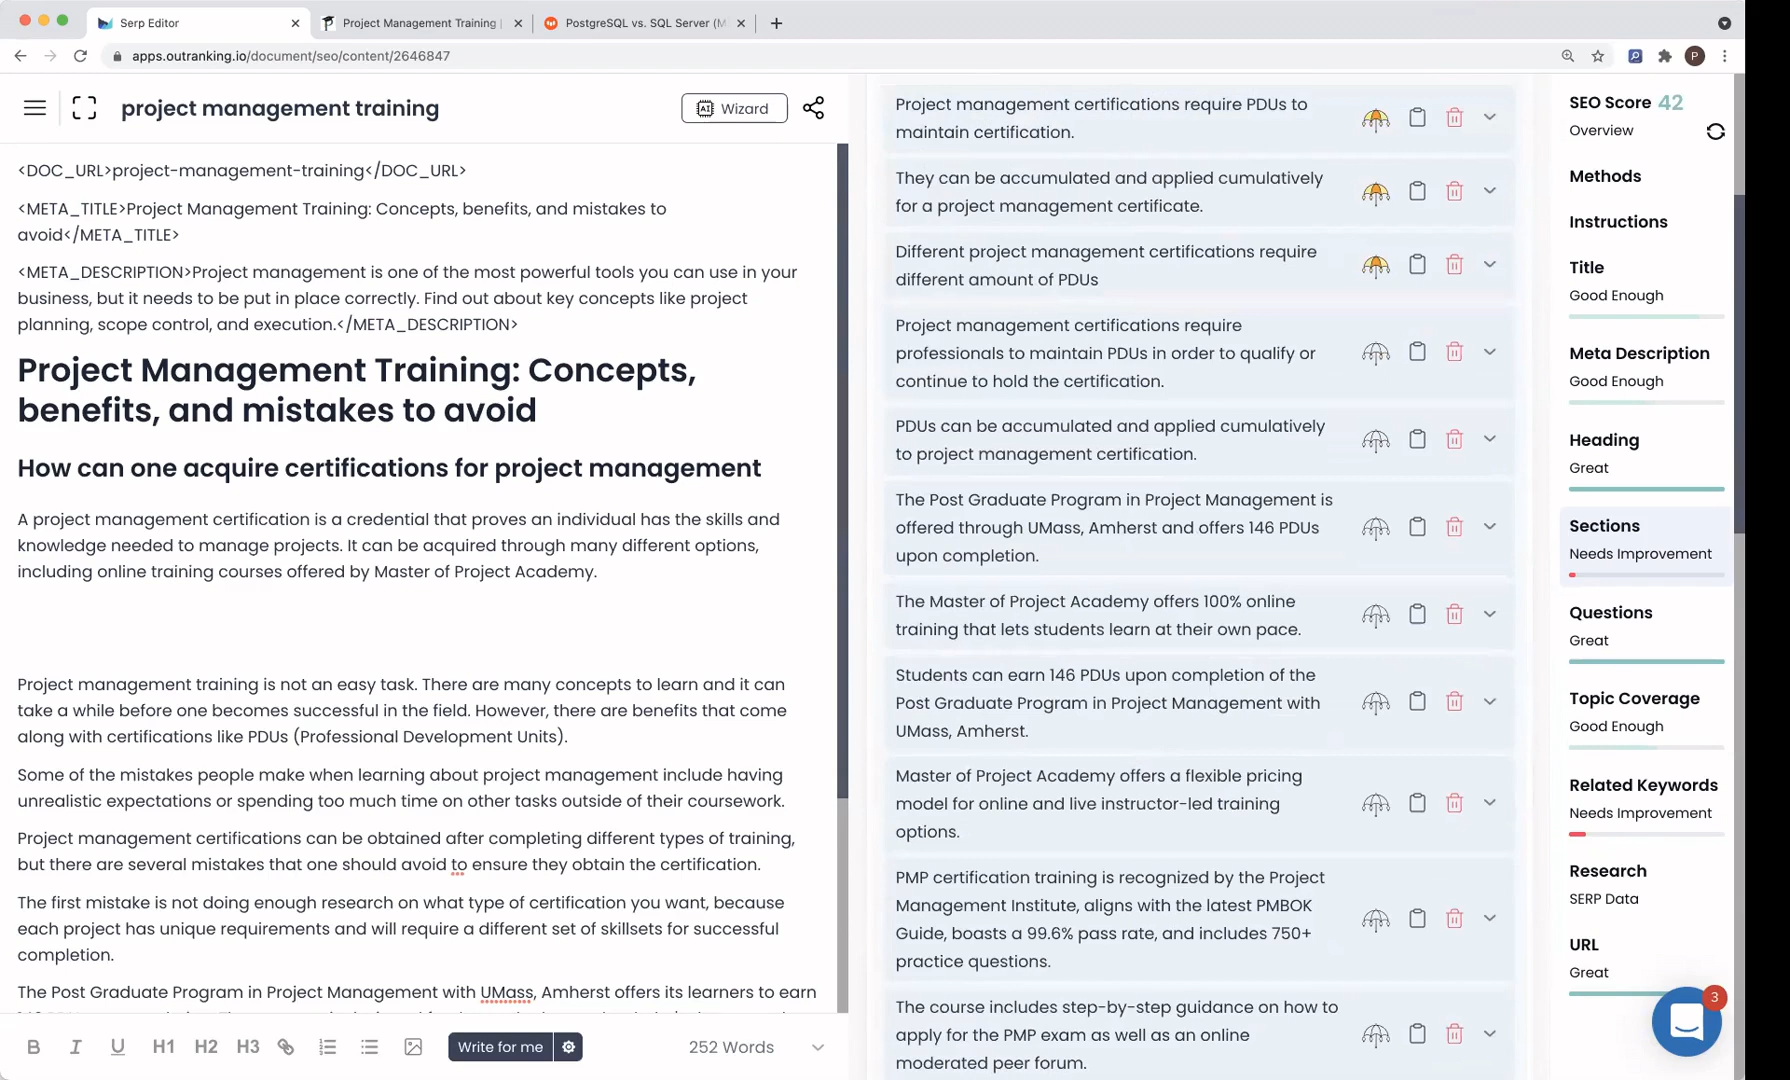 Serp Editor
Project Management Training |
PostgreSQL vs. SQL Server (M
apps.outranking.io/document/seo/content/2646847
P
project management training
AI Wizard
<DOC_URL>project-management-training</DOC_URL>
<META_TITLE>Project Management Training: Concepts, benefits, and mistakes to
avoid</META_TITLE>
<META_DESCRIPTION>Project management is one of the most powerful tools you can use in your
business, but it needs to be put in place correctly. Find out about key concepts like project
planning, scope control, and execution.</META_DESCRIPTION>
Project Management Training: Concepts,
benefits, and mistakes to avoid
How can one acquire certifications for project management
A project management certification is a credential that proves an individual has the skills and
knowledge needed to manage projects. It can be acquired through many different options,
including online training courses offered by Master of Project Academy.
Project management training is not an easy task. There are many concepts to learn and it can
take a while before one becomes successful in the field. However, there are benefits that come
along with certifications like PDUs (Professional Development Units).
Some of the mistakes people make when learning about project management include having
unrealistic expectations or spending too much time on other tasks outside of their coursework.
Project management certifications can be obtained after completing different types of training,
but there are several mistakes that one should avoid to ensure they obtain the certification.
The first mistake is not doing enough research on what type of certification you want, because
each project has unique requirements and will require a different set of skillsets for successful
completion.
The Post Graduate Program in Project Management with UMass, Amherst offers its learners to earn
B I U H1 H2 H3
Write for me
252 Words
Project management certifications require PDUs to
maintain certification.
They can be accumulated and applied cumulatively
for a project management certificate.
Different project management certifications require
different amount of PDUs
Project management certifications require
professionals to maintain PDUs in order to qualify or
continue to hold the certification.
PDUs can be accumulated and applied cumulatively
to project management certification.
The Post Graduate Program in Project Management is
offered through UMass, Amherst and offers 146 PDUs
upon completion.
The Master of Project Academy offers 100% online
training that lets students learn at their own pace.
Students can earn 146 PDUs upon completion of the
Post Graduate Program in Project Management with
UMass, Amherst.
Master of Project Academy offers a flexible pricing
model for online and live instructor-led training
options.
PMP certification training is recognized by the Project
Management Institute, aligns with the latest PMBOK
Guide, boasts a 99.6% pass rate, and includes 750+
practice questions.
The course includes step-by-step guidance on how to
apply for the PMP exam as well as an online
moderated peer forum.
SEO Score 42
Overview
Methods
Instructions
Title
Good Enough
Meta Description
Good Enough
Heading
Great
Sections
Needs Improvement
Questions
Great
Topic Coverage
Good Enough
Related Keywords
Needs Improvement
Research
SERP Data
URL
Great
3